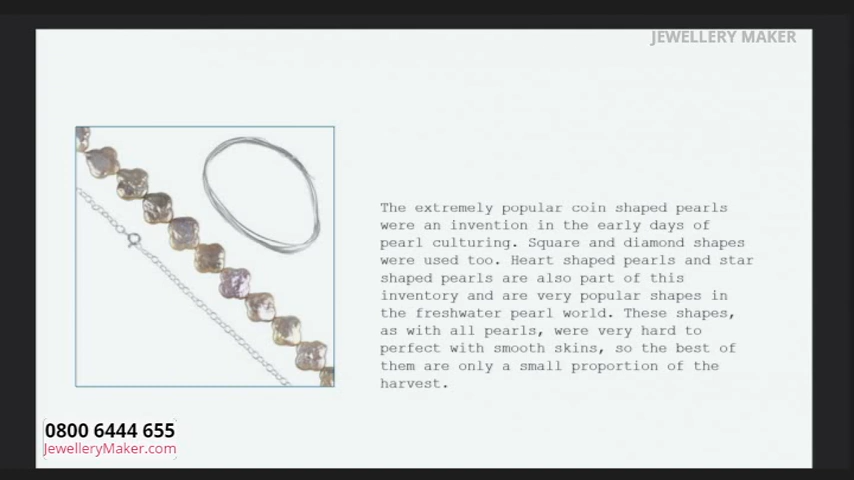 JEWELLERY MAKER
The extremely popular coin shaped pearls
were an invention in the early days of
pearl culturing. Square and diamond shapes
were used too. Heart shaped pearls and star
shaped pearls are also part of this
inventory and are very popular shapes in
the freshwater pearl world. These shapes,
as with all pearls, were very hard to
perfect with smooth skins, so the best of
them are only a small proportion of the
harvest.
0800 6444 655
JewelleryMaker.com